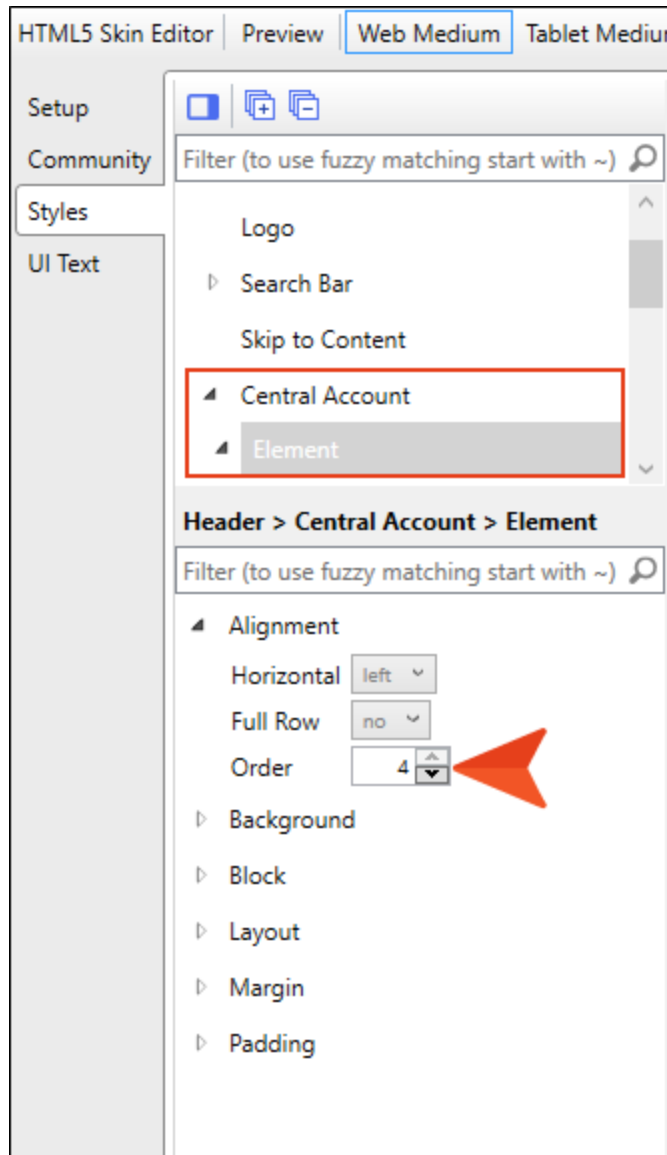 HTML5 Skin Editor Preview Web Medium Tablet Mediu
Setup
Community
Styles
UI Text
Filter (to use fuzzy matching start with ~)
Logo
Search Bar
Skip to Content
Central Account
Element
Header > Central Account > Element
Filter (to use fuzzy matching start with ~)
Alignment
Horizontal left
Full Row no
Order 4
Background
Block
Layout
Margin
Padding